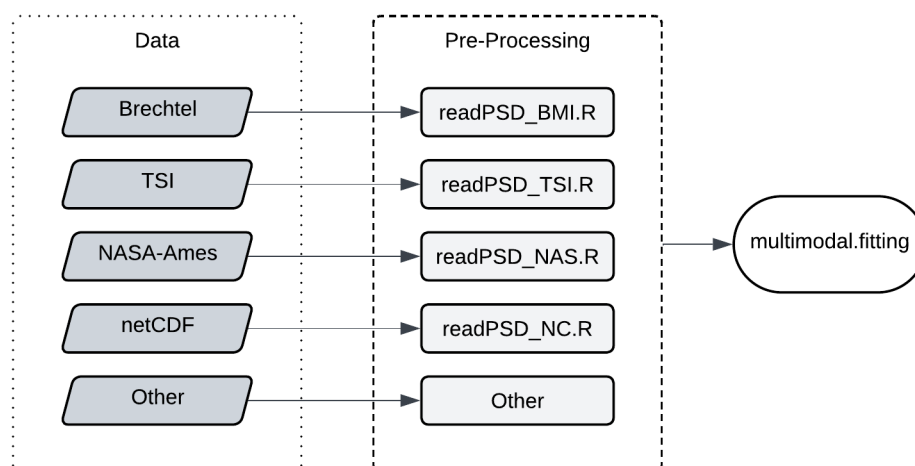 Data
Pre-Processing
Brechtel
readPSD_BMI.R
TSI
readPSD_TSI.R
multimodal.fitting
NASA-Ames
readPSD_NAS.R
netCDF
readPSD_NC.R
Other
Other